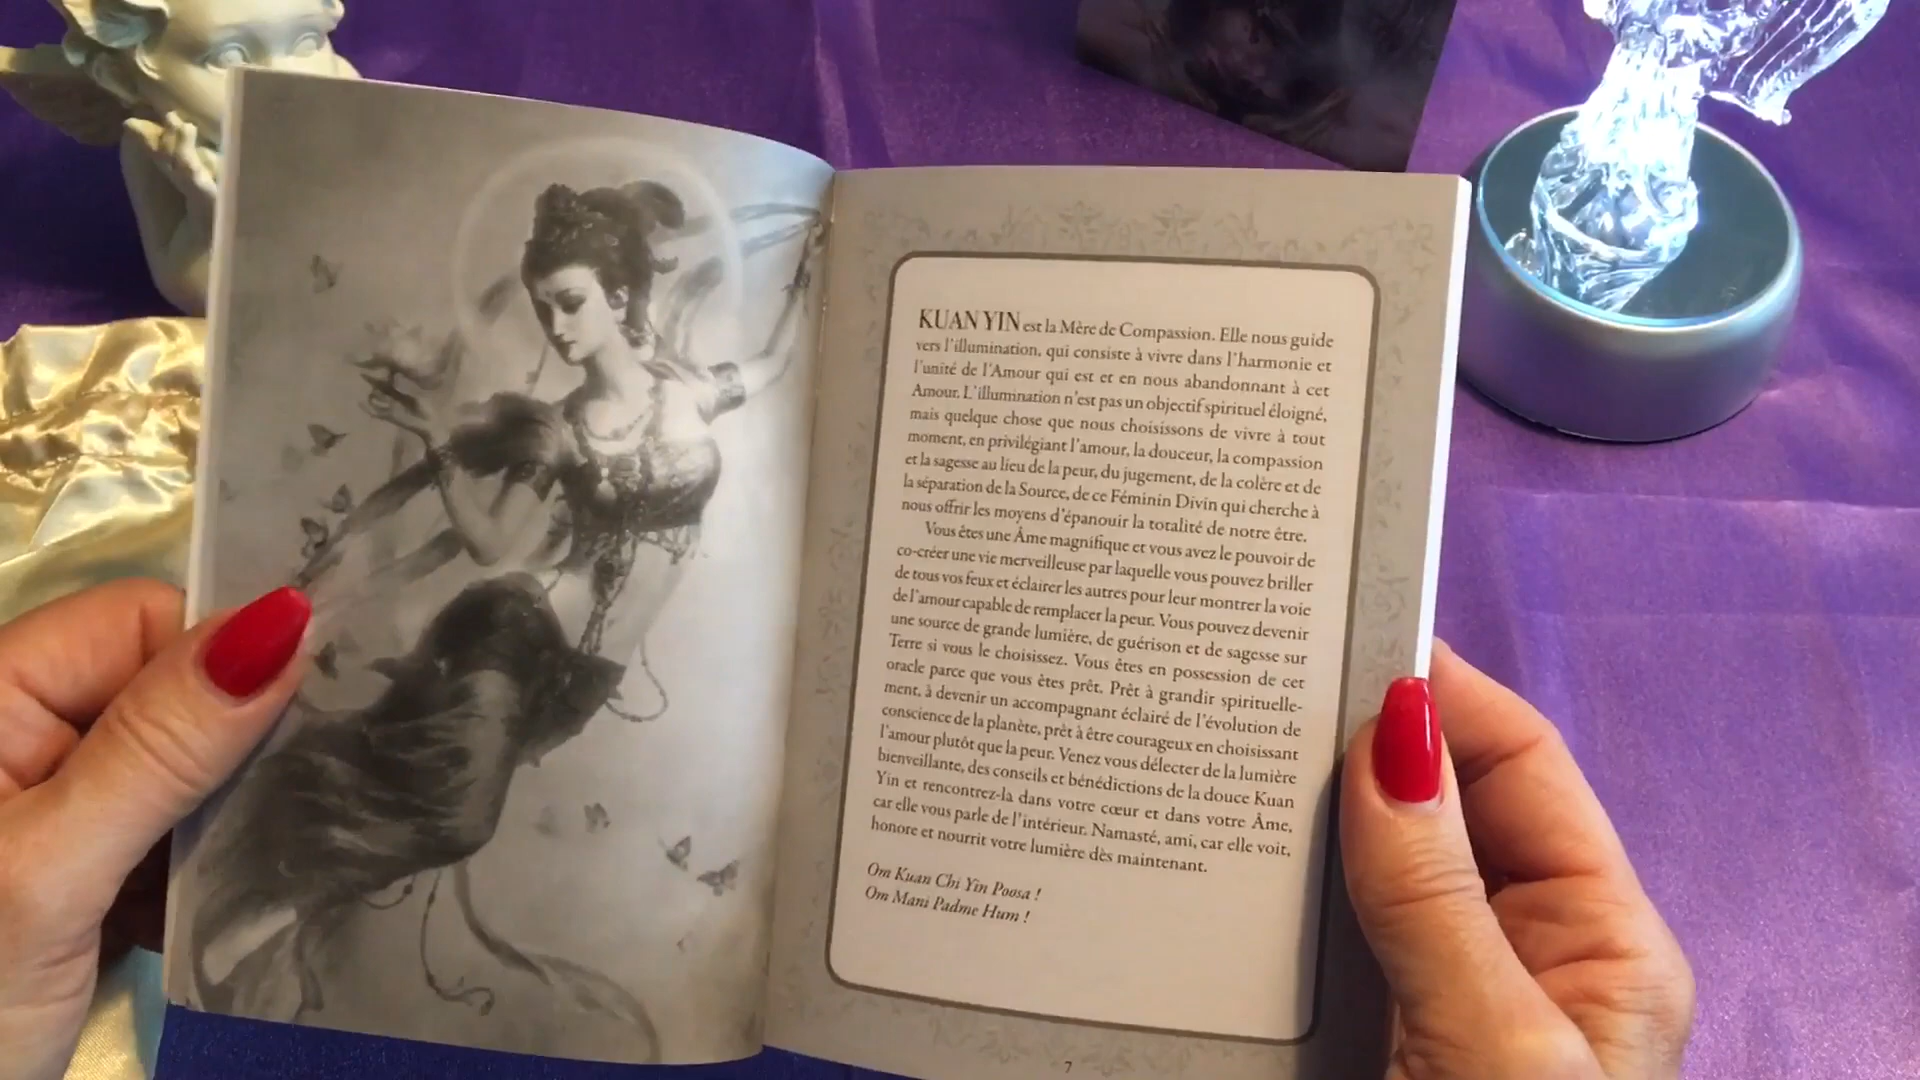 KUAN YIN est la Mère de Compassion. Elle nous guide
vers l'illumination, qui consiste à vivre dans l'harmonie et
l'unité de l'Amour qui est et en nous abandonnant à cet
Amour. L'illumination n'est pas un objectif spirituel éloigné,
mais quelque chose que nous choisissons de vivre à tout
moment, en privilégiant l'amour, la douceur, la compassion
et la sagesse au lieu de la peur, du jugement, de la colère et de
la séparation de la Source, de ce Féminin Divin qui cherche à
nous offrir les moyens d'épanouir la totalité de notre être.
Vous êtes une Âme magnifique et vous avez le pouvoir de
co-créer une vie merveilleuse par laquelle vous pouvez briller
de tous vos feux et éclairer les autres pour leur montrer la voie
de l'amour capable de remplacer la peur. Vous pouvez devenir
une source de grande lumière, de guérison et de sagesse sur
Terre si vous le choisissez. Vous êtes en possession de cet
oracle parce que vous êtes prêt. Prêt à grandir spirituelle-
ment, à devenir un accompagnant éclairé de l'évolution de
conscience de la planète, prêt à être courageux en choisissant
l'amour plutôt que la peur. Venez vous délecter de la lumière
bienveillante, des conseils et bénédictions de la douce Kuan
Yin et rencontrez-la dans votre cœur et dans votre Âme,
car elle vous parle de l'intérieur. Namasté, ami, car elle voit,
honore et nourrit votre lumière dès maintenant.
Om Kuan Chi Yin Poosa !
Om Mani Padme Hum !
7